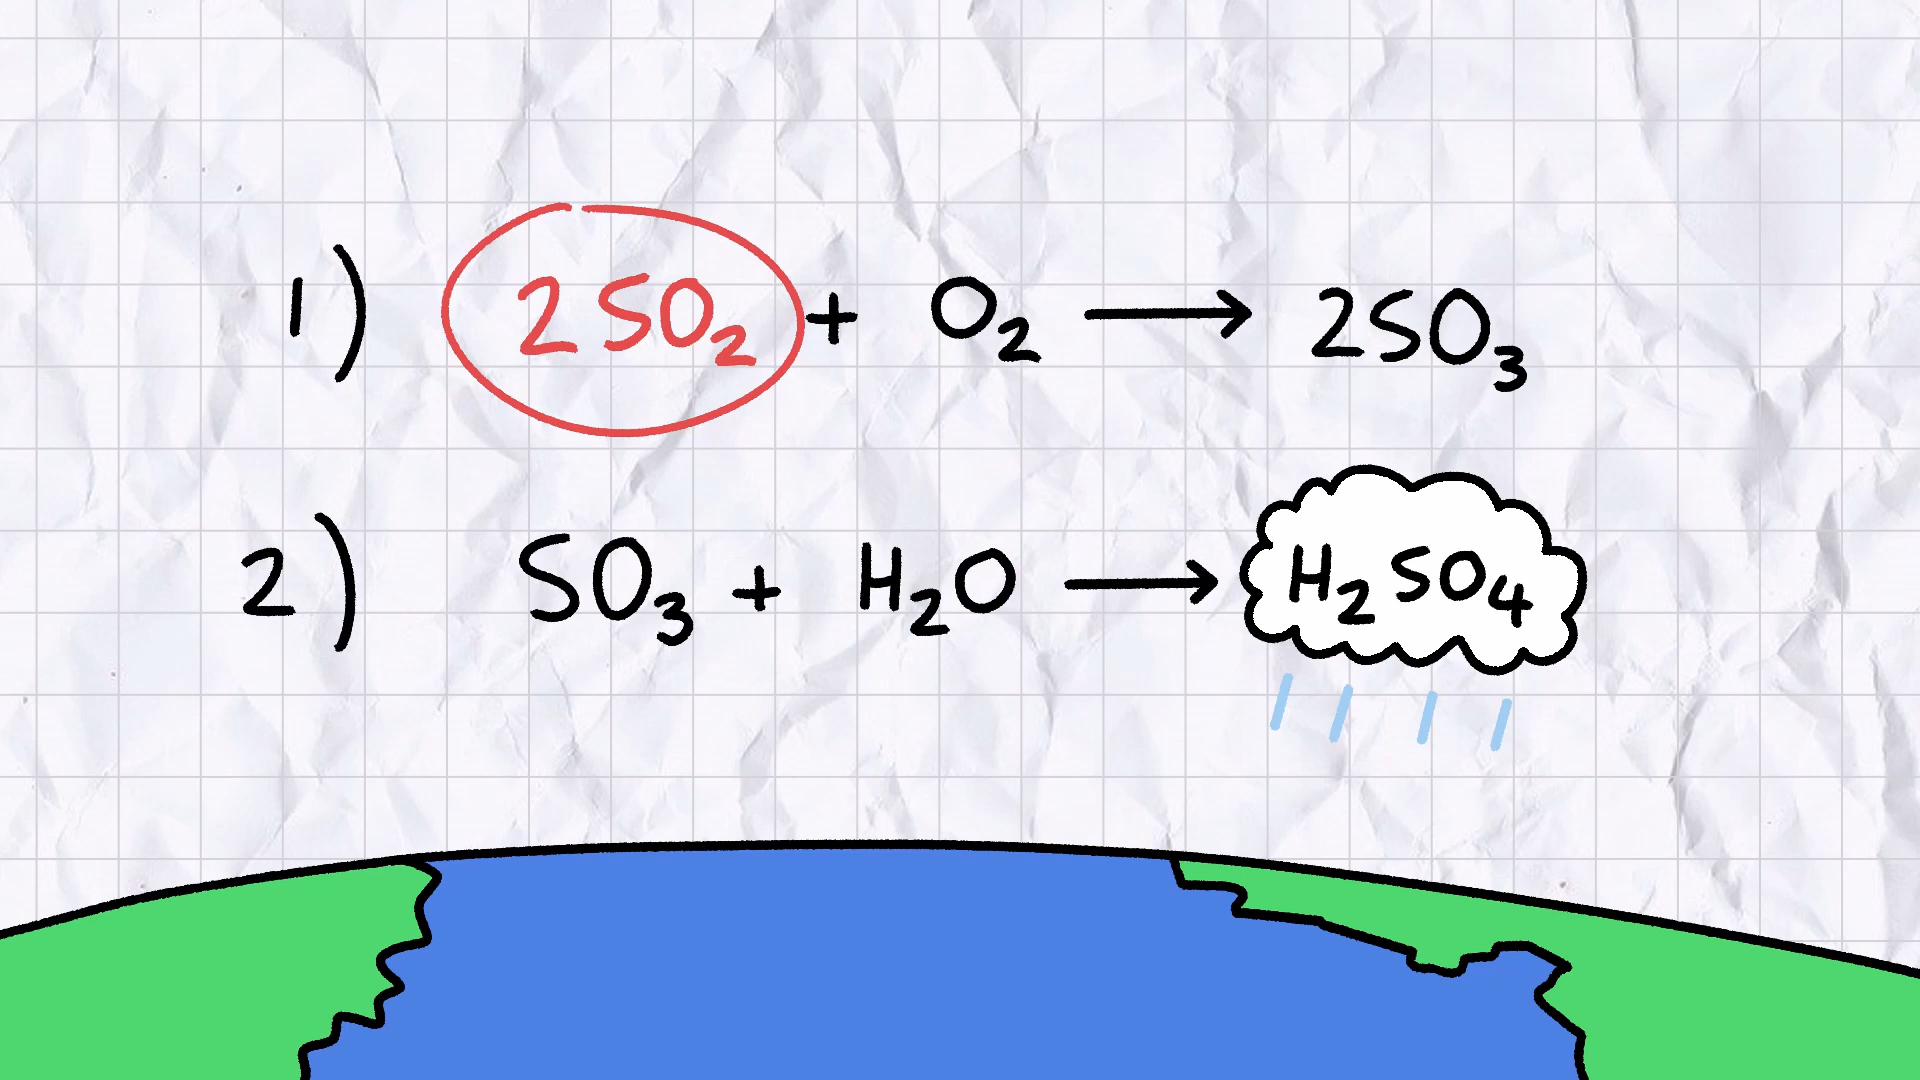 1) 2SO₂ + O₂ → 2SO₃
2) SO₃ + H₂O → H₂SO₄